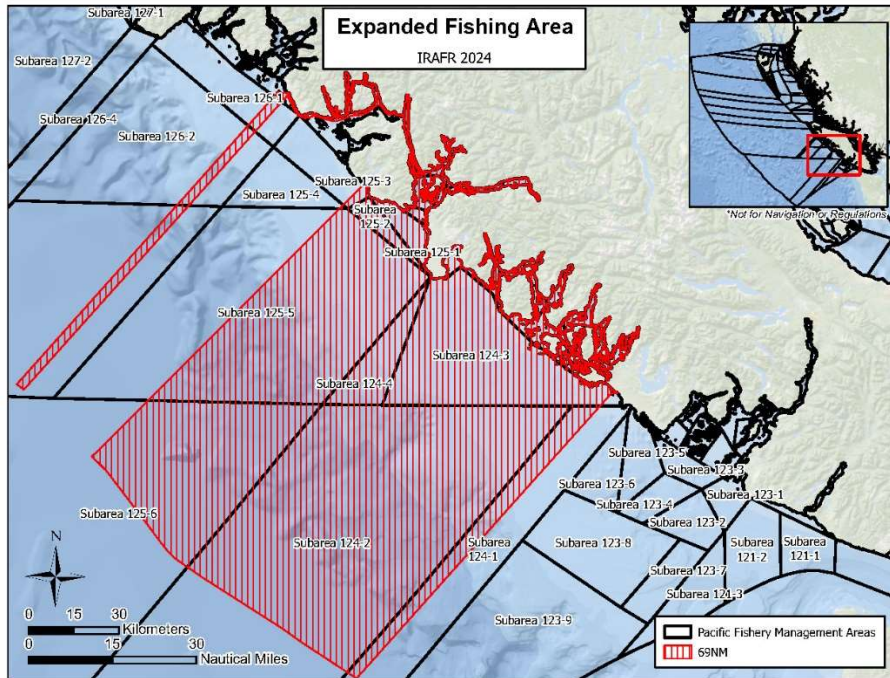 Expanded Fishing Area
IRAFR 2024
Subarea 127-1
Subarea 127-2
Subarea 126-1
Subarea 126-4
Subarea 126-2
Subarea 125-3
Subarea 125-4
Subarea
125-2
Subarea 125-1
Subarea 125-5
Subarea 124-3
Subarea 124-4
Subarea 125-6
Subarea 124-2
Subarea
124-1
Subarea 123-5
Subarea 123-3
Subarea 123-6
Subarea 123-1
Subarea 123-4
Subarea 123-2
Subarea 123-8
Subarea
121-2
Subarea
121-1
Subarea 123-7
Subarea 121-3
Subarea 123-9
*Not for Navigation or Regulations
N
0 15 30
Kilometers
0 15 30
Nautical Miles
Pacific Fishery Management Areas
69NM